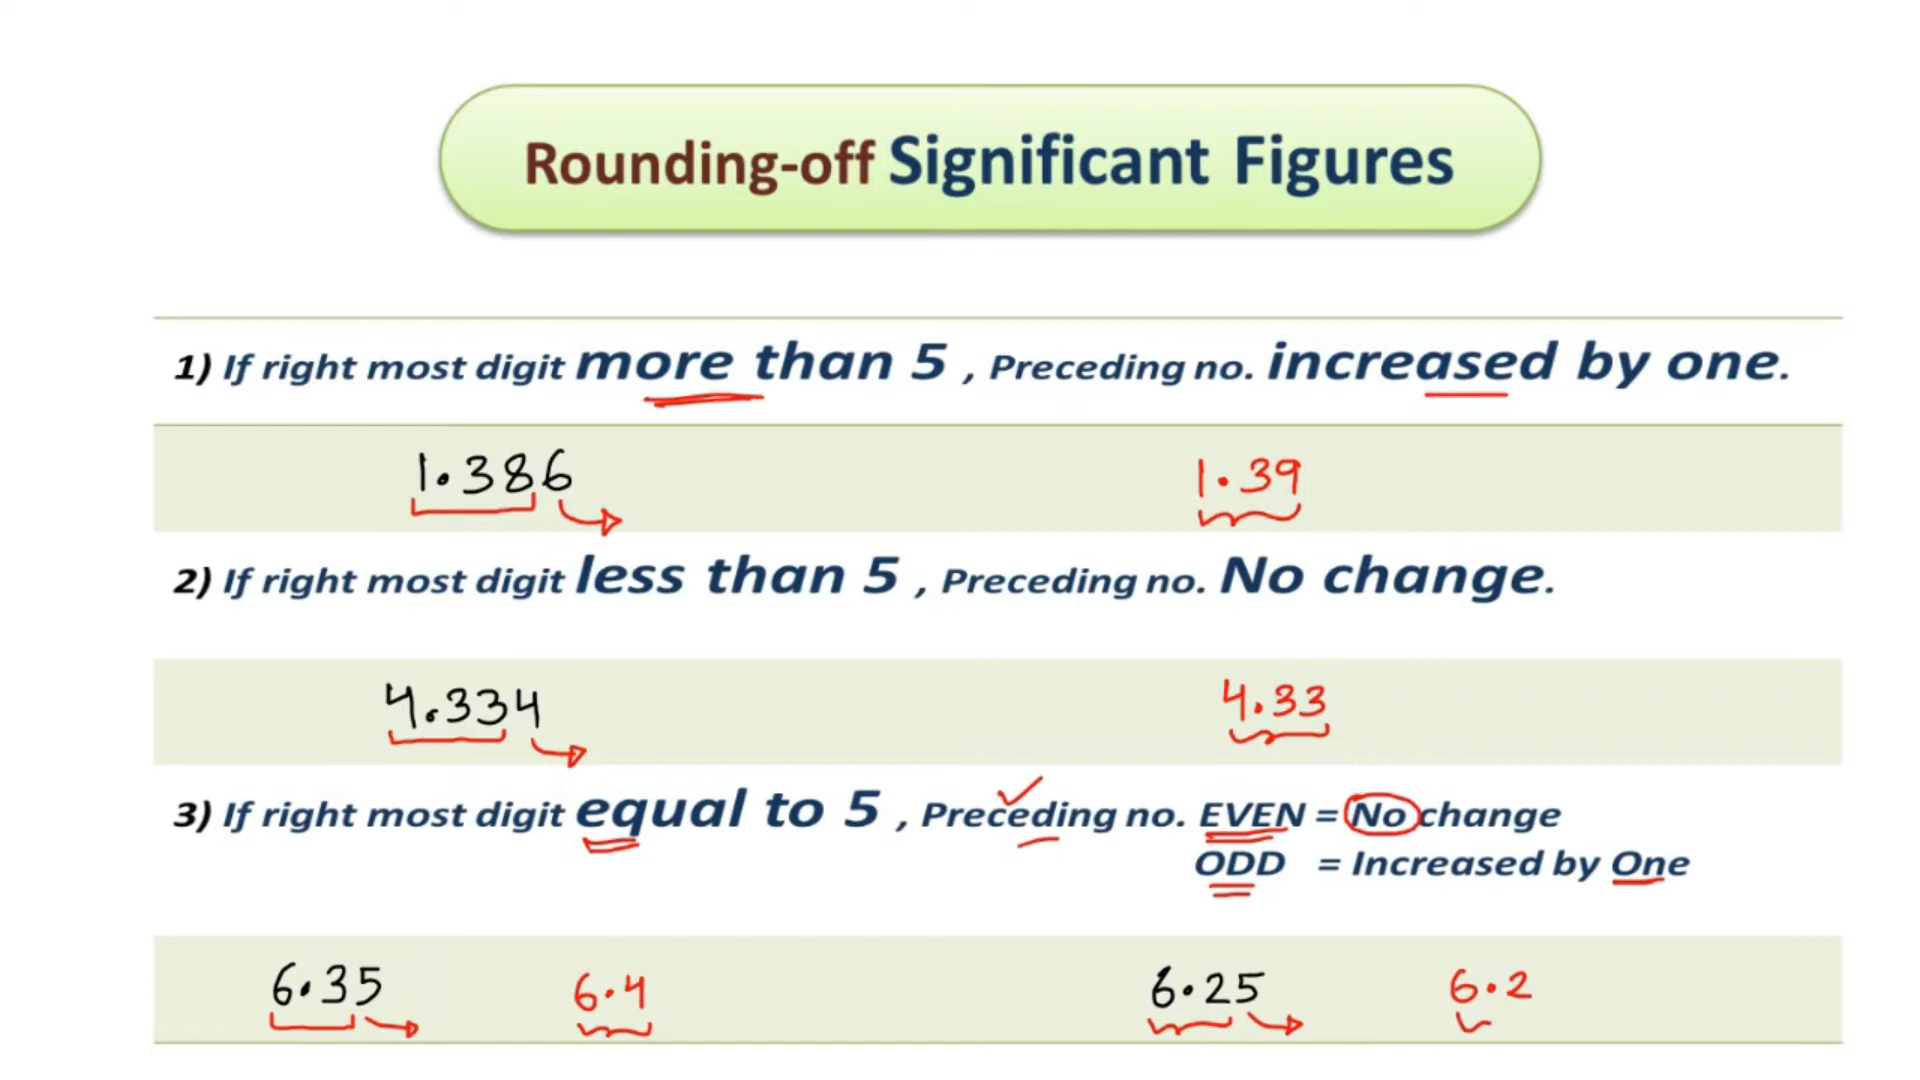 Rounding-off Significant Figures
1) If right most digit more than 5 , Preceding no. increased by one.
1.386 1.39
2) If right most digit less than 5 , Preceding no. No change.
4.334 4.33
3) If right most digit equal to 5 , Preceding no. EVEN = No change
ODD = Increased by One
6.35 6.4 6.25 6.2